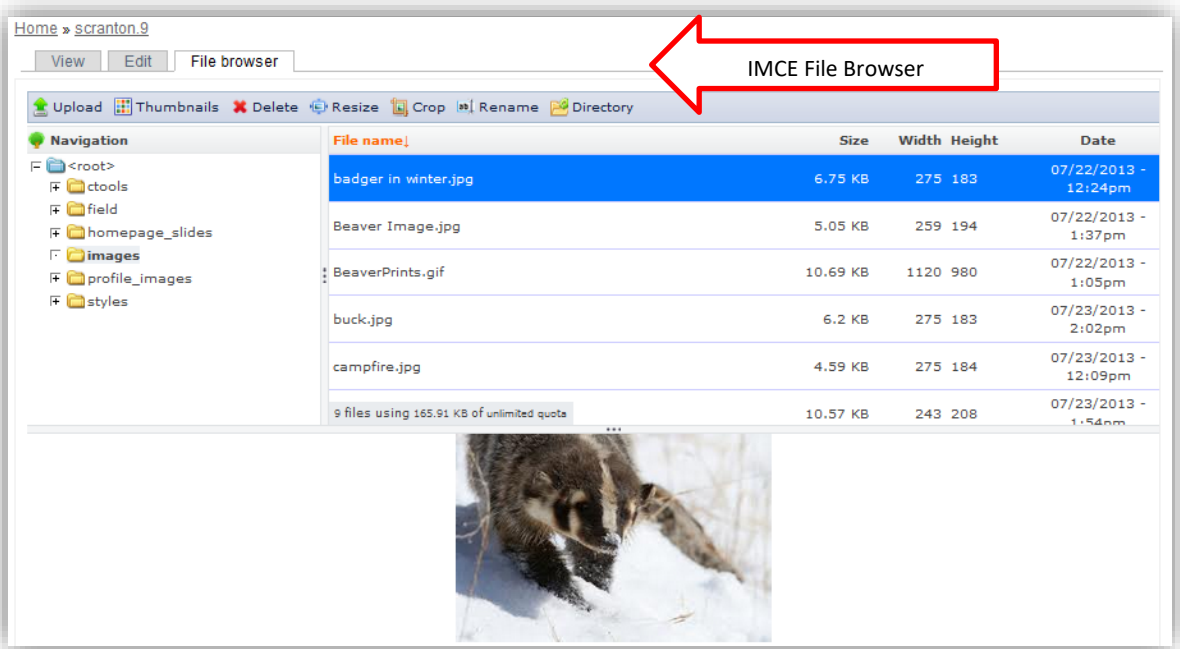 Home » scranton.9
View Edit File browser
IMCE File Browser
Upload Thumbnails Delete Resize Crop Rename Directory
Navigation
<root>
ctools
field
homepage_slides
images
profile_images
styles
File name↓ Size Width Height Date
badger in winter.jpg 6.75 KB 275 183 07/22/2013 - 12:24pm
Beaver Image.jpg 5.05 KB 259 194 07/22/2013 - 1:37pm
BeaverPrints.gif 10.69 KB 1120 980 07/22/2013 - 1:05pm
buck.jpg 6.2 KB 275 183 07/23/2013 - 2:02pm
campfire.jpg 4.59 KB 275 184 07/23/2013 - 12:09pm
9 files using 165.91 KB of unlimited quota 10.57 KB 243 208 07/23/2013 - 1:54pm